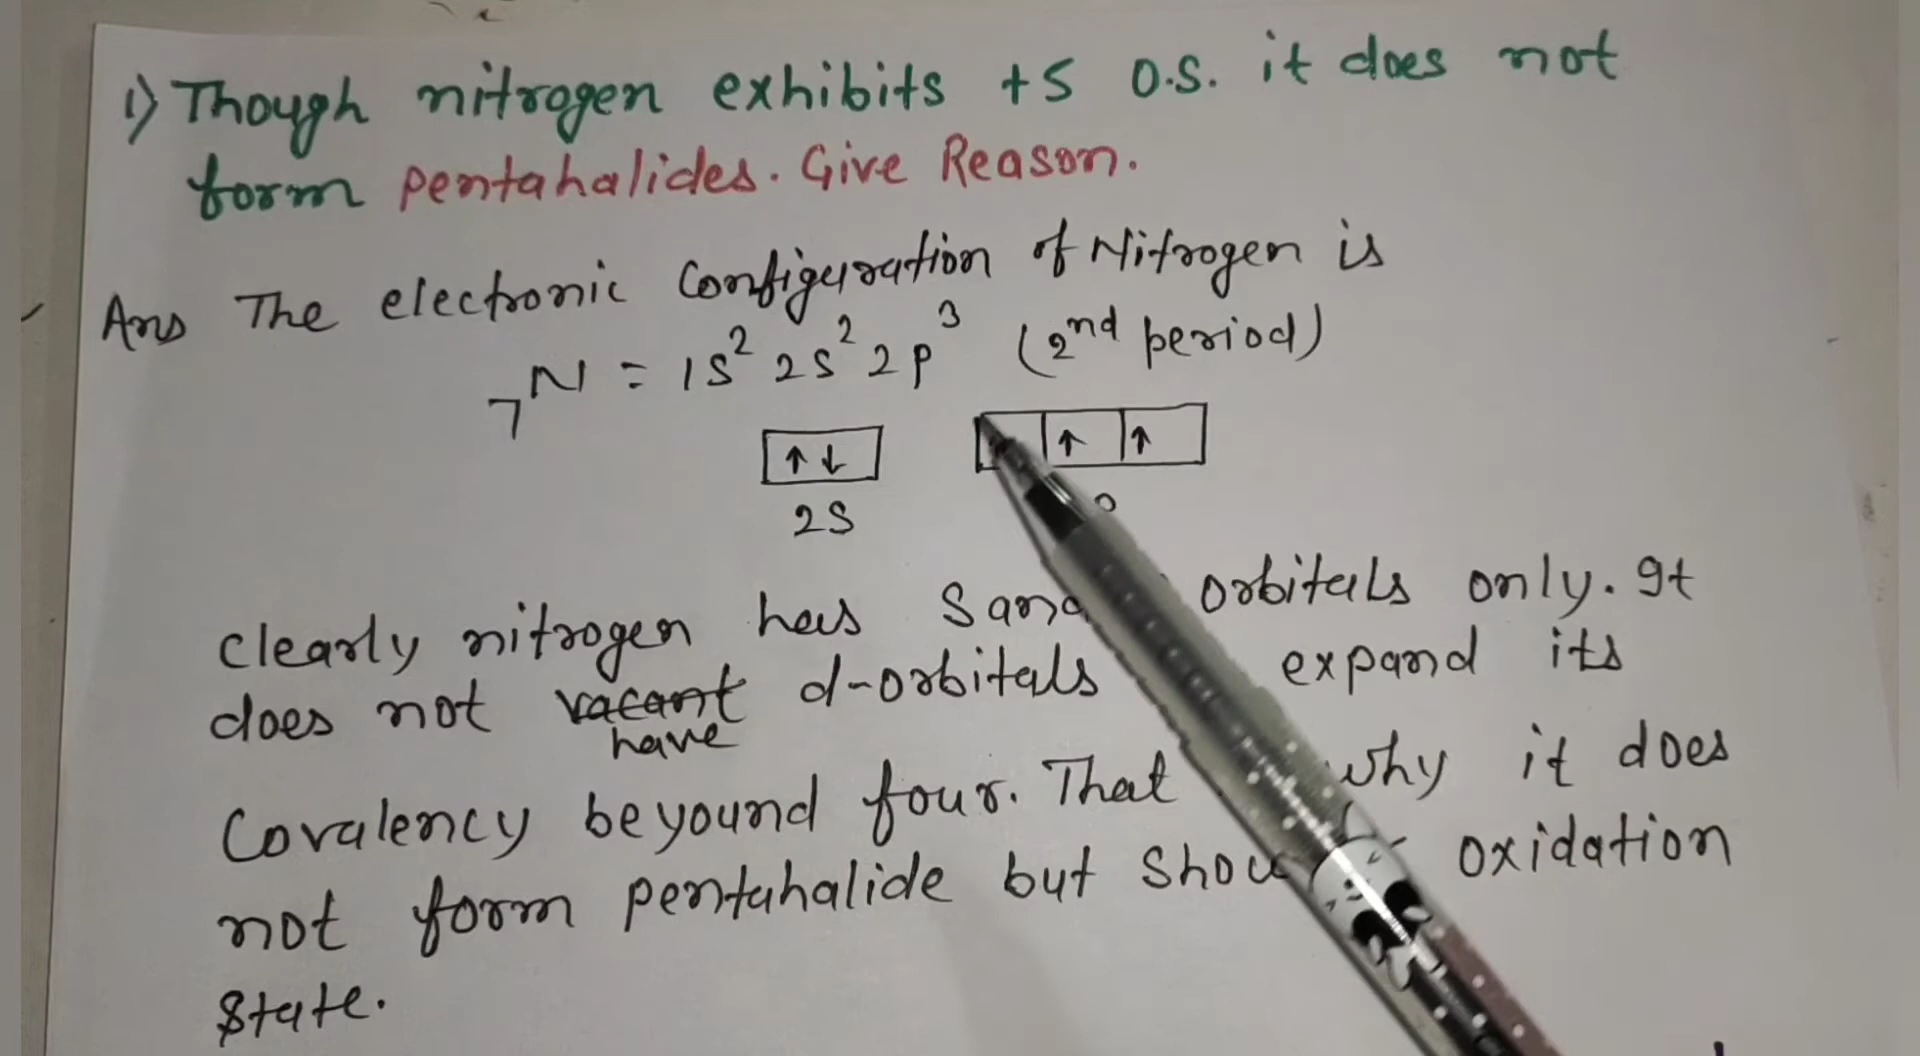 1) Though nitrogen exhibits +5 O.S. it does not
form pentahalides. Give Reason.
Ans The electronic Configuration of Nitrogen is
₇N = 1S² 2S² 2P³ (2nd period)
↑↓ ↑ ↑
2S
Clearly nitrogen has S and orbitals only. It
does not vacant d-orbitals expand its
have
Covalency beyound four. That why it does
not form pentahalide but oxidation
State.